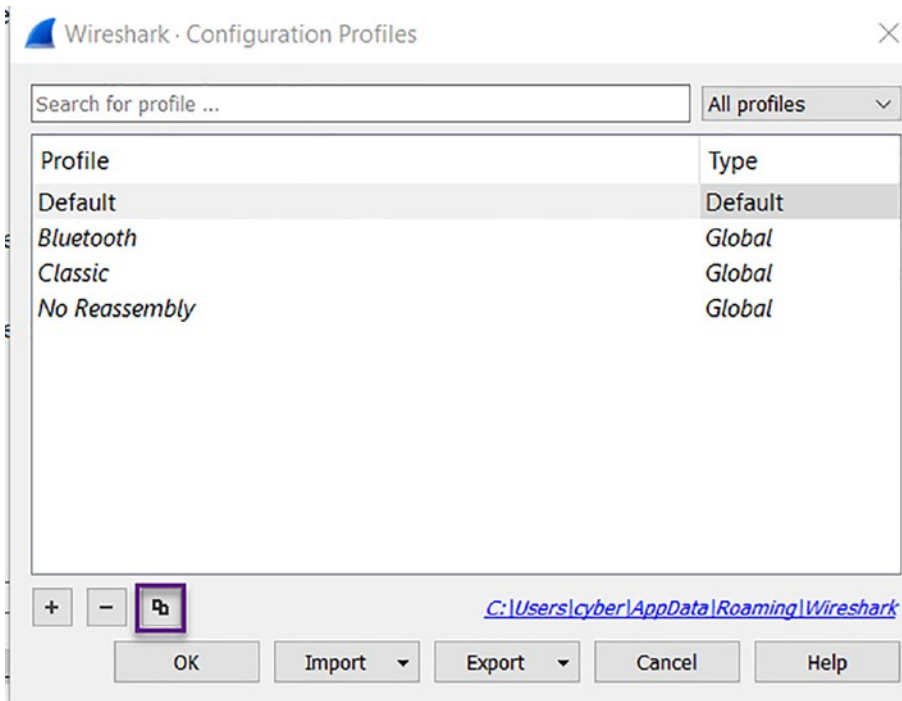 Wireshark · Configuration Profiles
Search for profile ...
All profiles
Profile Type
Default Default
Bluetooth Global
Classic Global
No Reassembly Global
+ −
C:\Users\cyber\AppData\Roaming\Wireshark
OK Import Export Cancel Help